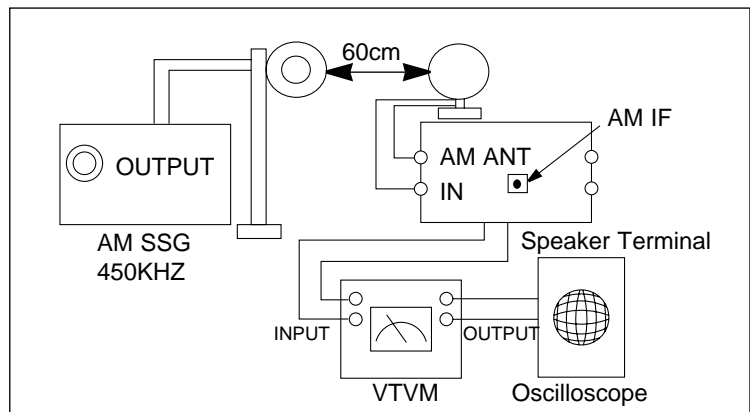 60cm
AM IF
OUTPUT
AM ANT
IN
AM SSG
450KHZ
Speaker Terminal
INPUT
OUTPUT
VTVM
Oscilloscope